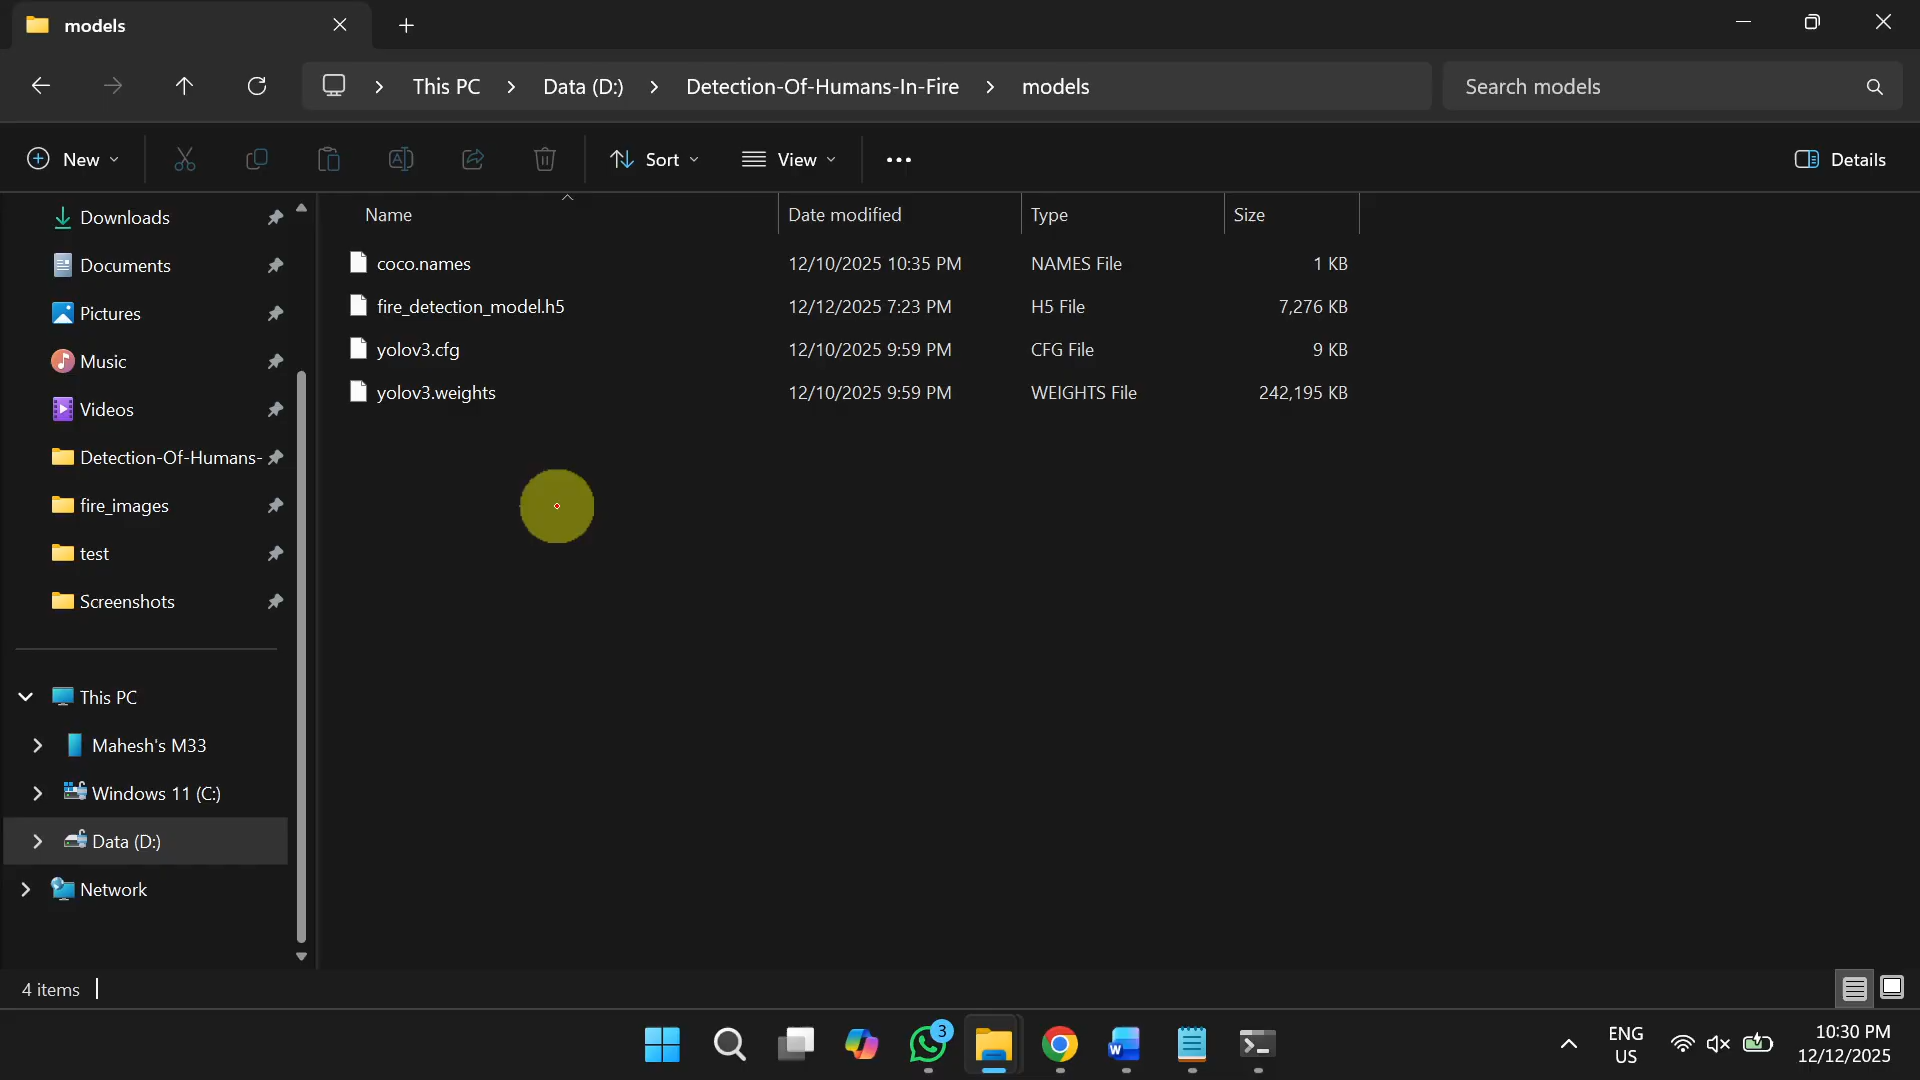 models
This PC
Data (D:)
Detection-Of-Humans-In-Fire
models
Search models
New
Sort
View
Details
Downloads
Documents
Pictures
Music
Videos
Detection-Of-Humans-
fire_images
test
Screenshots
This PC
Mahesh's M33
Windows 11 (C:)
Data (D:)
Network
Name Date modified Type Size
coco.names 12/10/2025 10:35 PM NAMES File 1 KB
fire_detection_model.h5 12/12/2025 7:23 PM H5 File 7,276 KB
yolov3.cfg 12/10/2025 9:59 PM CFG File 9 KB
yolov3.weights 12/10/2025 9:59 PM WEIGHTS File 242,195 KB
4 items
3
ENG
US
10:30 PM
12/12/2025